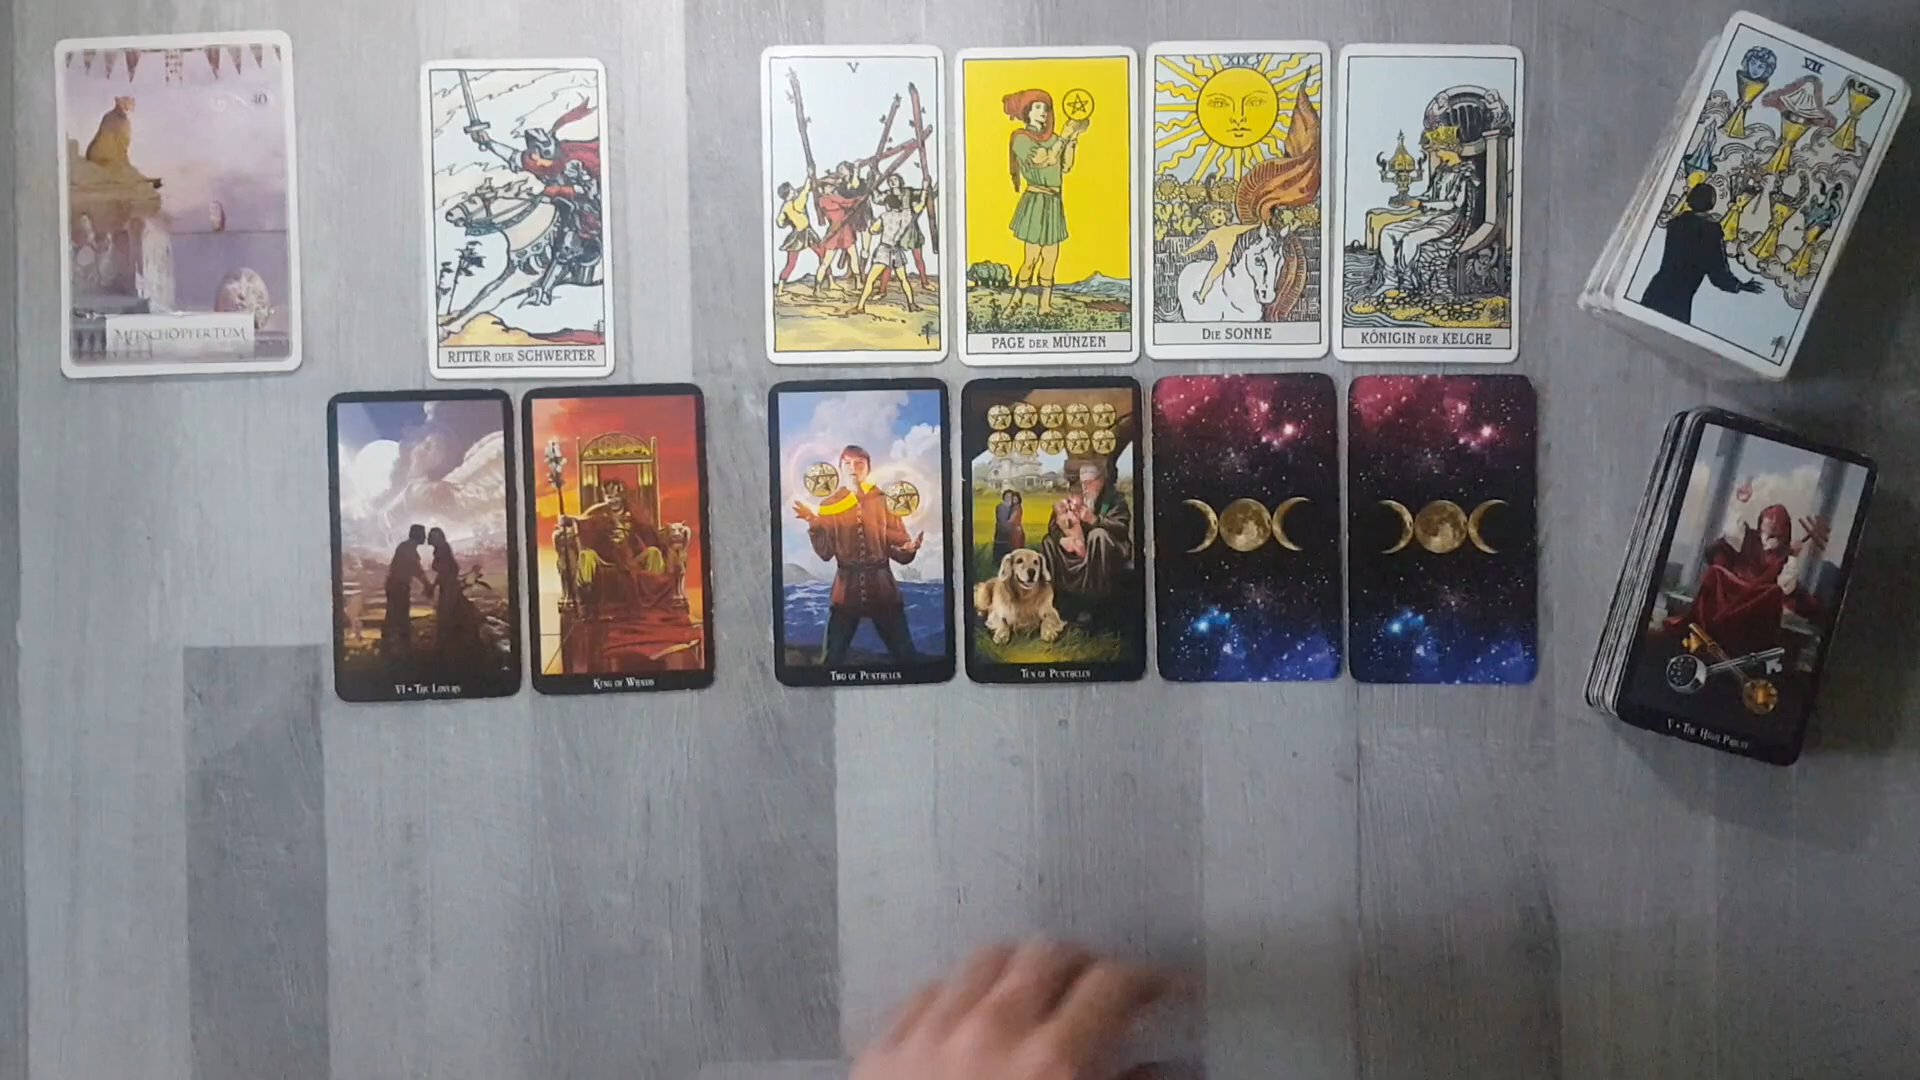 40
MITSCHÖPFERTUM
RITTER DER SCHWERTER
V
PAGE DER MÜNZEN
XIX
DIE SONNE
KÖNIGIN DER KELCHE
VII
VI • THE LOVERS
KING OF WANDS
TWO OF PENTACLES
TEN OF PENTACLES
V • THE HIGH PRIEST